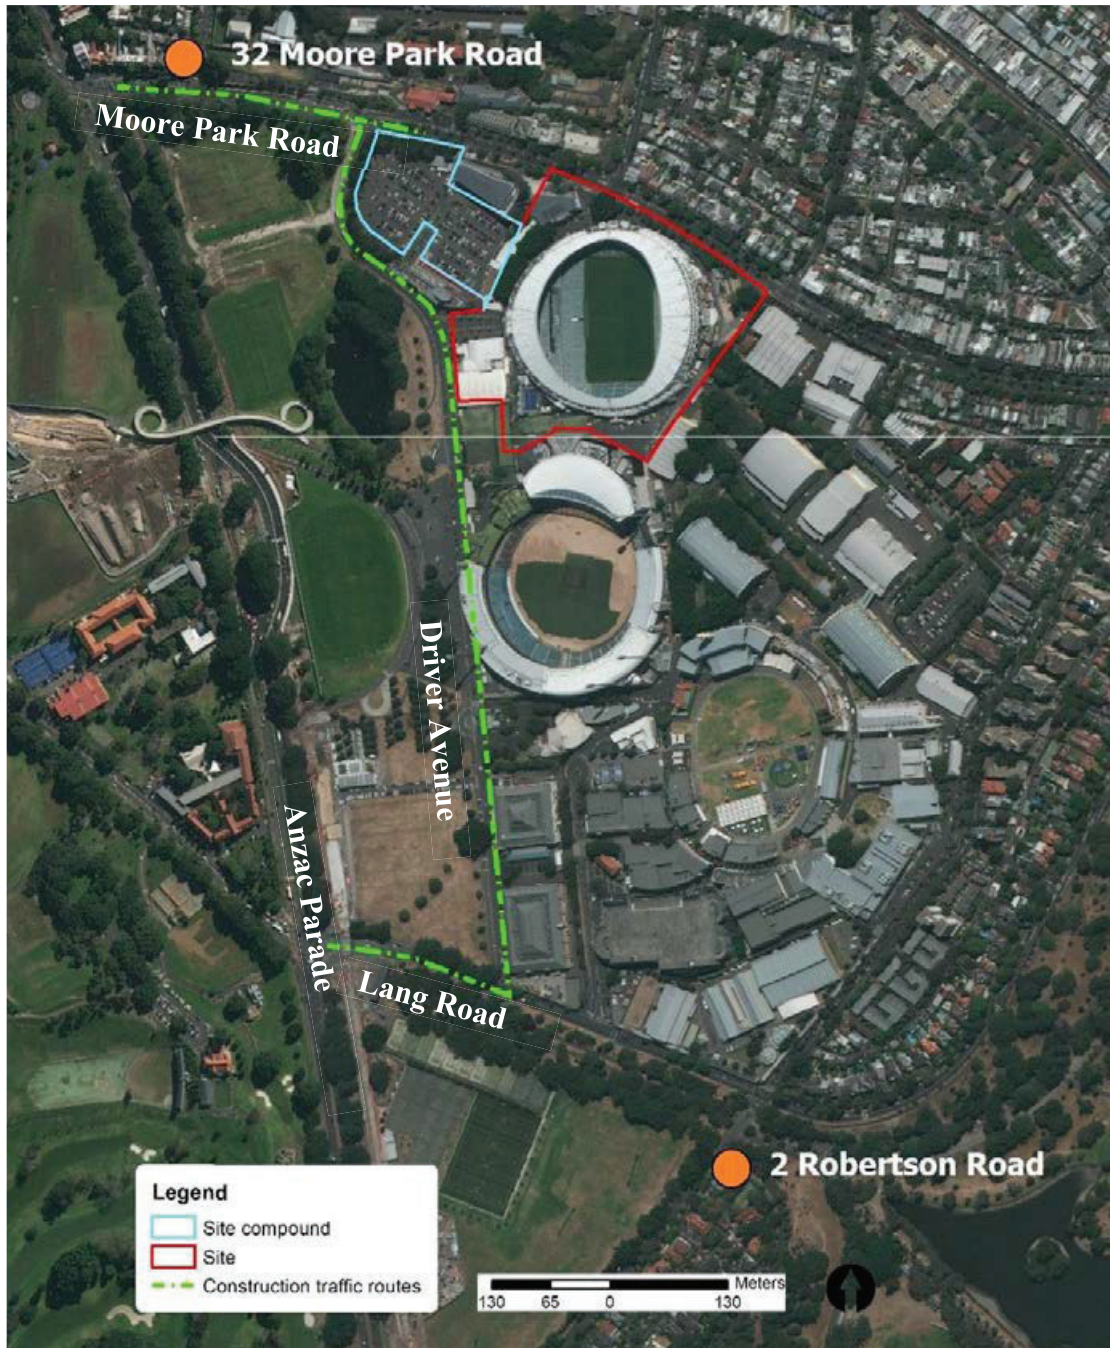 32 Moore Park Road
Moore Park Road
Driver Avenue
Anzac Parade
Lang Road
2 Robertson Road
Legend
Site compound
Site
Construction traffic routes
Meters
130 65 0 130